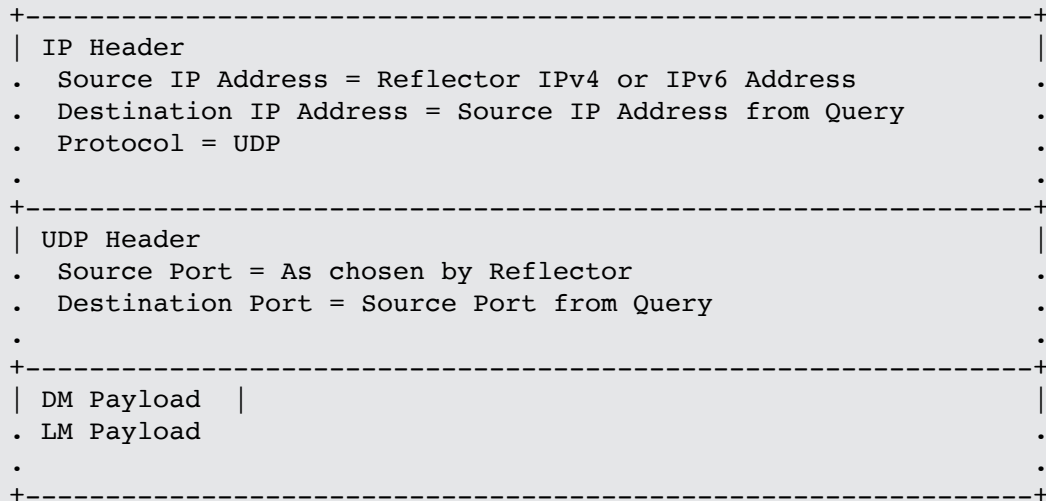 +---------------------------------------------------------------+
| IP Header                                                     |
.  Source IP Address = Reflector IPv4 or IPv6 Address           .
.  Destination IP Address = Source IP Address from Query        .
.  Protocol = UDP                                               .
.                                                               .
+---------------------------------------------------------------+
| UDP Header                                                    |
.  Source Port = As chosen by Reflector                         .
.  Destination Port = Source Port from Query                    .
.                                                               .
+---------------------------------------------------------------+
| DM Payload  |                                                 |
. LM Payload                                                    .
.                                                               .
+---------------------------------------------------------------+